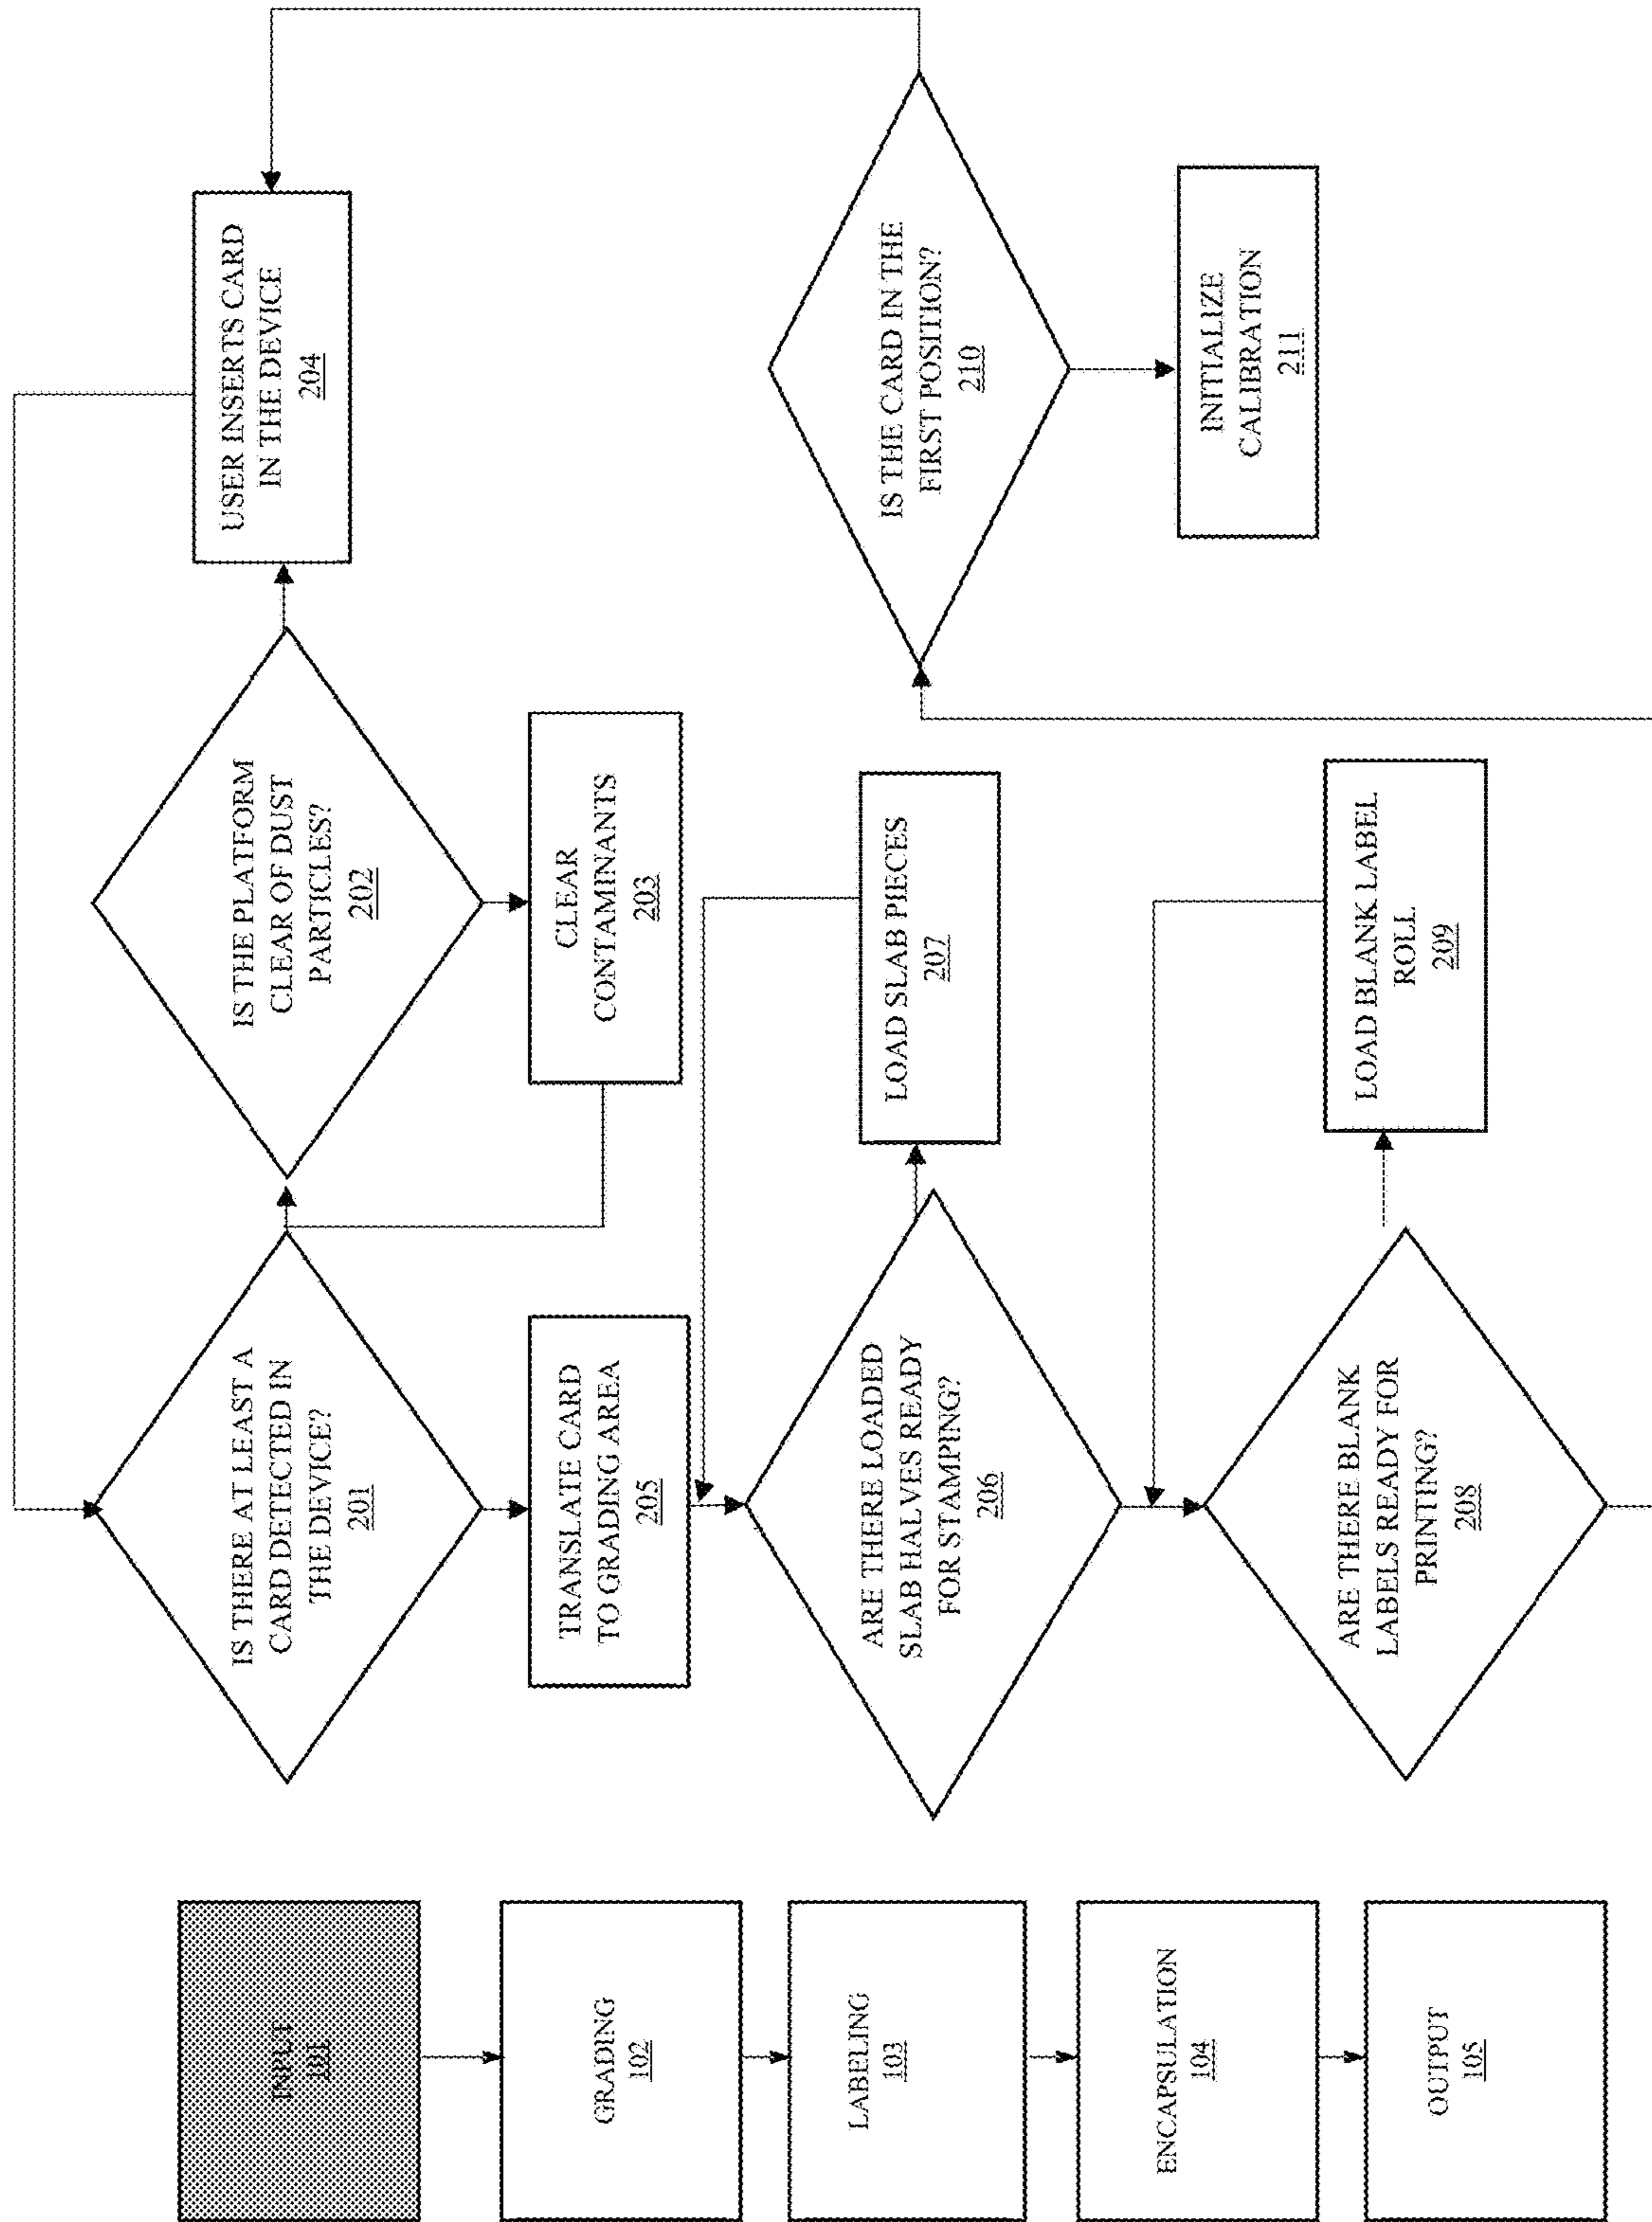 INPUT
101
GRADING
102
LABELING
103
ENCAPSULATION
104
OUTPUT
105
IS THERE AT LEAST A
CARD DETECTED IN
THE DEVICE?
201
IS THE PLATFORM
CLEAR OF DUST
PARTICLES?
202
CLEAR
CONTAMINANTS
203
USER INSERTS CARD
IN THE DEVICE
204
TRANSLATE CARD
TO GRADING AREA
205
ARE THERE LOADED
SLAB HALVES READY
FOR STAMPING?
206
LOAD SLAB PIECES
207
ARE THERE BLANK
LABELS READY FOR
PRINTING?
208
LOAD BLANK LABEL
ROLL
209
IS THE CARD IN THE
FIRST POSITION?
210
INITIALIZE
CALIBRATION
211